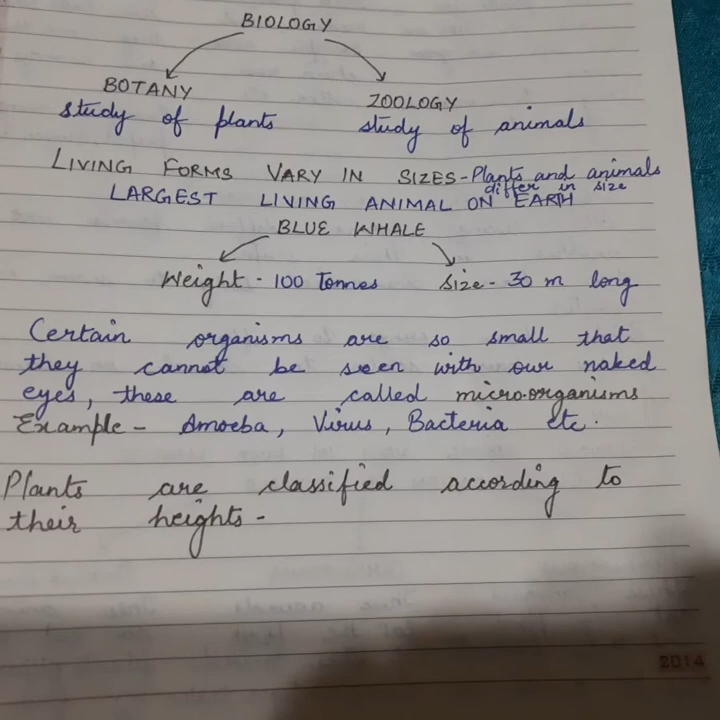 BIOLOGY
BOTANY ZOOLOGY
study of plants study of animals
LIVING FORMS VARY IN SIZES - Plants and animals
differ in size
LARGEST LIVING ANIMAL ON EARTH
BLUE WHALE
Weight - 100 Tonnes Size - 30 m long
Certain organisms are so small that
they cannot be seen with our naked
eyes, these are called micro-organisms
Example - Amoeba, Virus, Bacteria etc.
Plants are classified according to
their heights -
2014